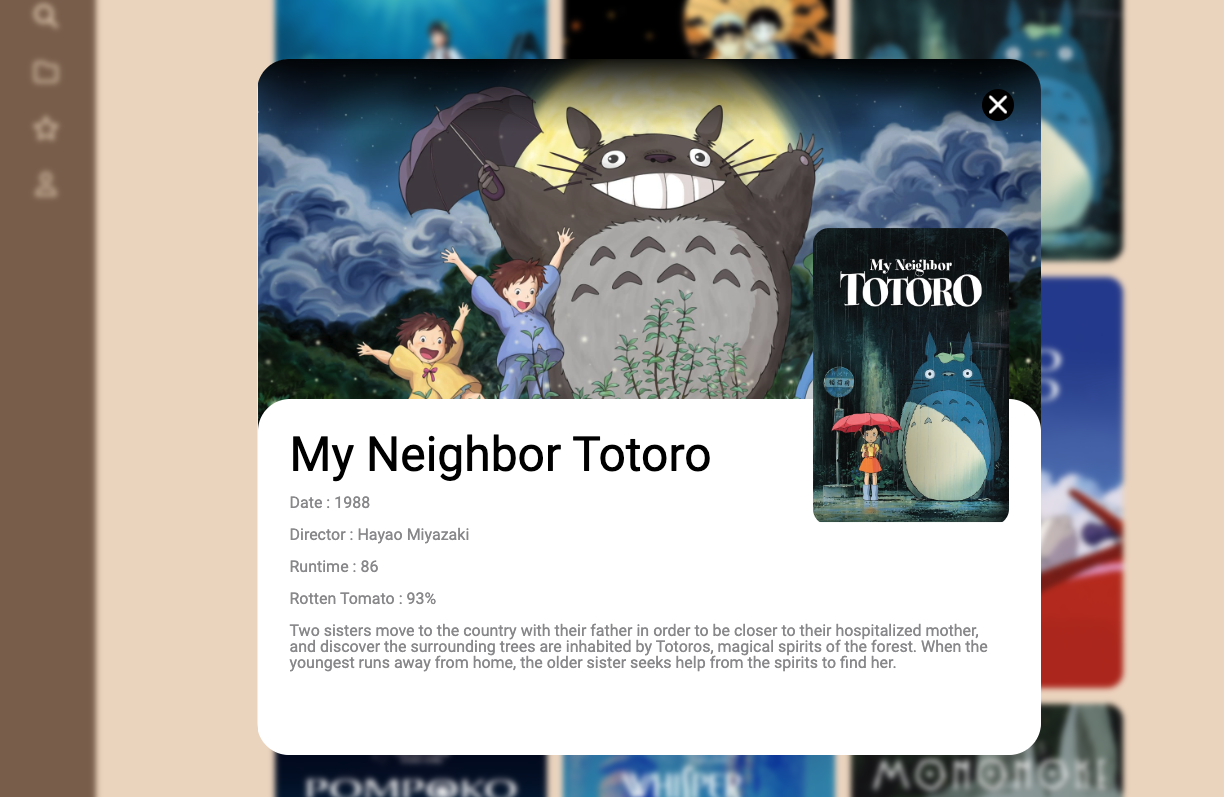 My Neighbor
TOTORO
My Neighbor Totoro
Date : 1988
Director : Hayao Miyazaki
Runtime : 86
Rotten Tomato : 93%
Two sisters move to the country with their father in order to be closer to their hospitalized mother,
and discover the surrounding trees are inhabited by Totoros, magical spirits of the forest. When the
youngest runs away from home, the older sister seeks help from the spirits to find her.
POMPOKO
WHISPER
MONONOKE